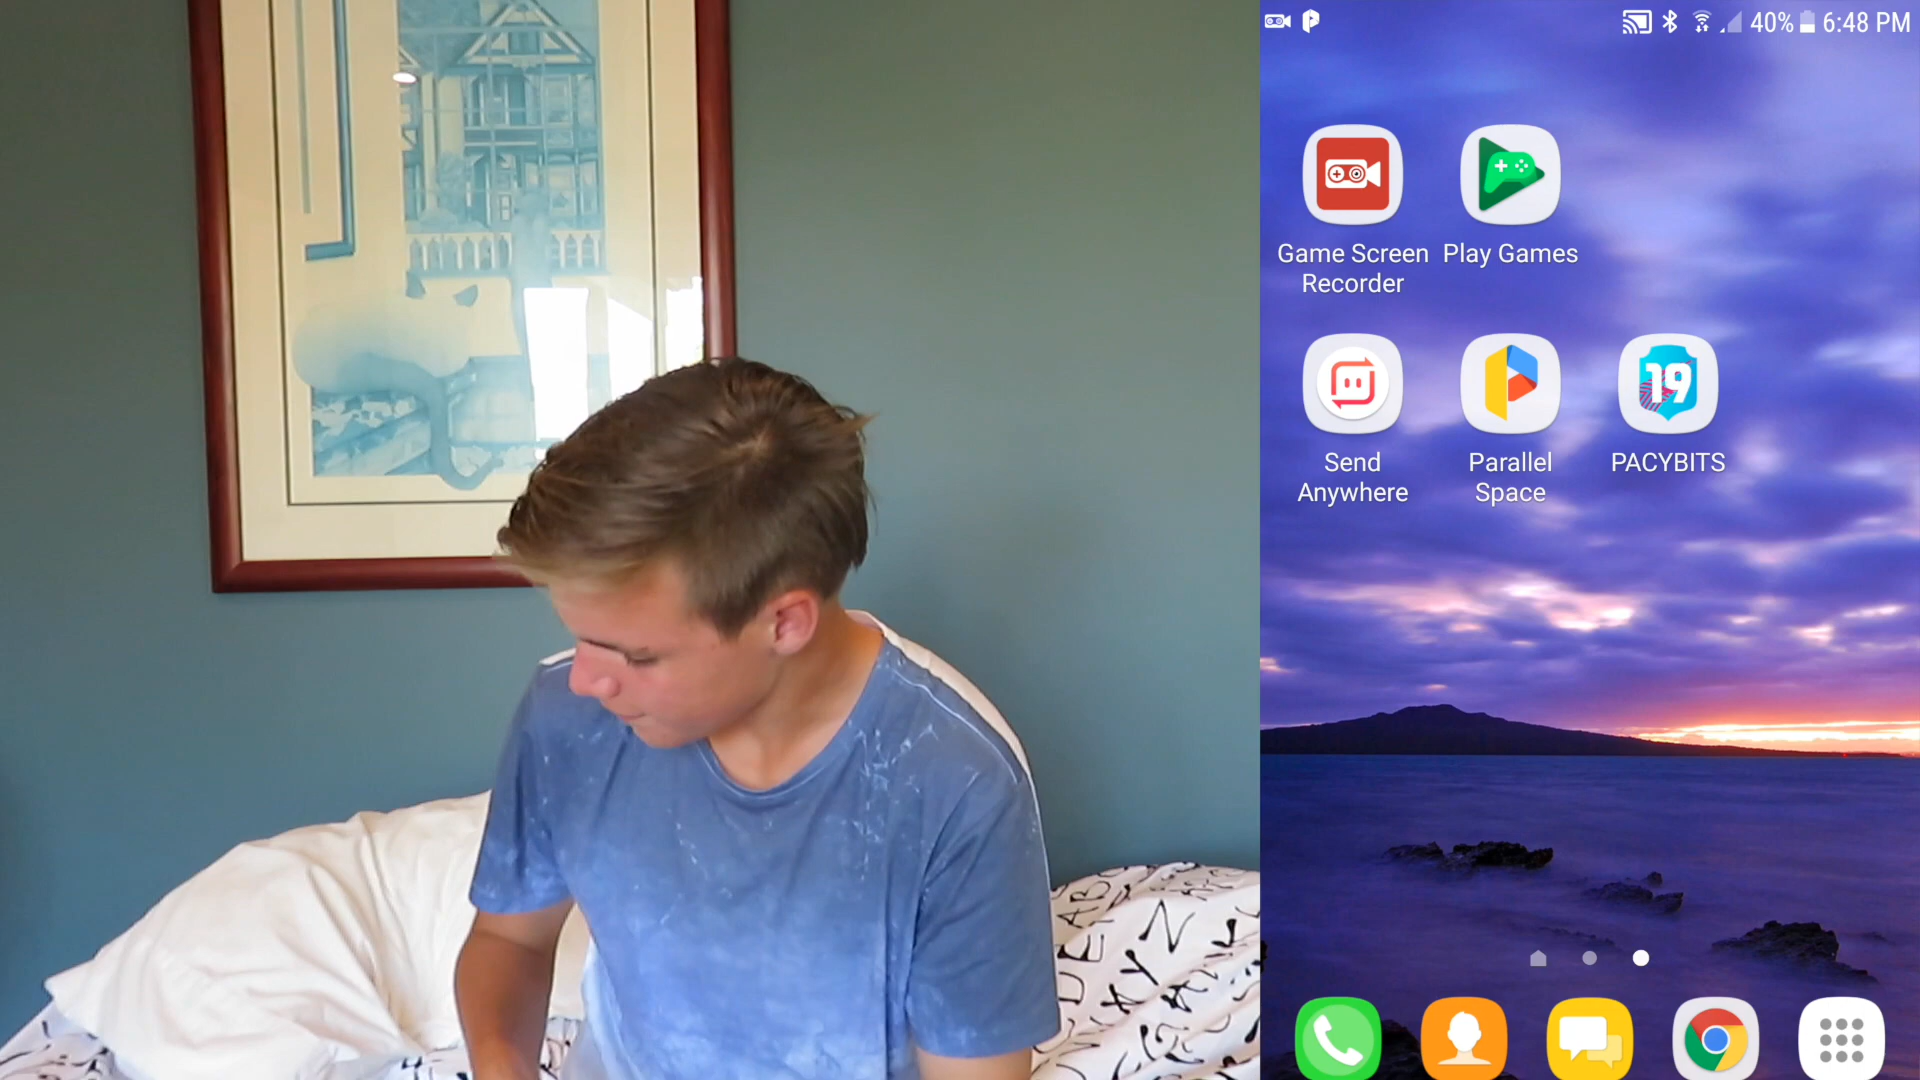 40% 6:48 PM
Game Screen
Recorder
Play Games
19
Send
Anywhere
Parallel
Space
PACYBITS